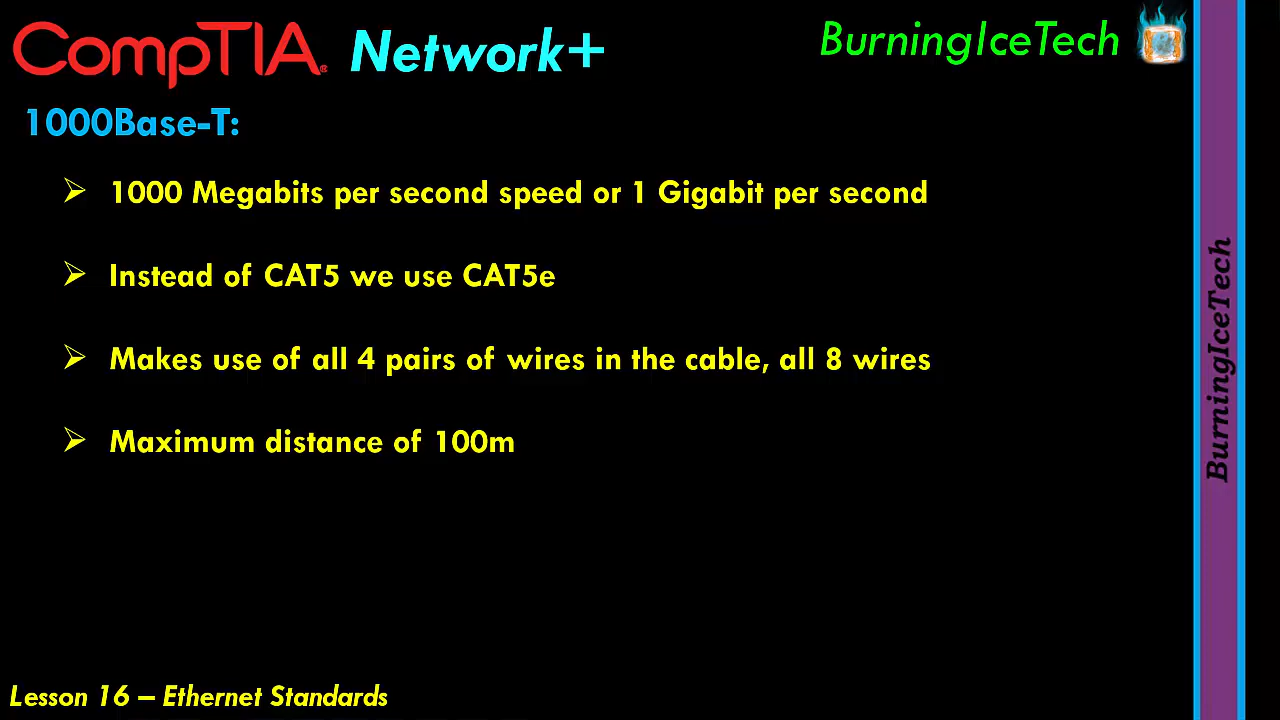 CompTIA® Network+
BurningIceTech
1000Base-T:
1000 Megabits per second speed or 1 Gigabit per second
Instead of CAT5 we use CAT5e
Makes use of all 4 pairs of wires in the cable, all 8 wires
Maximum distance of 100m
BurningIceTech
Lesson 16 – Ethernet Standards